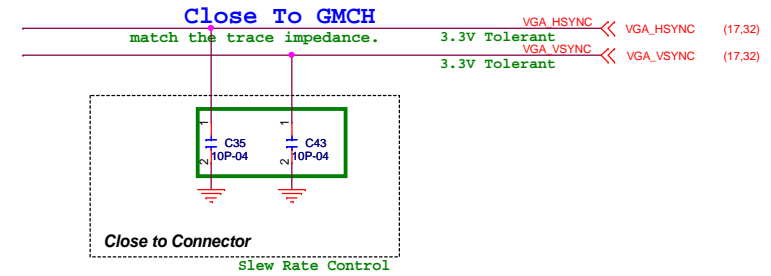 Close To GMCH
VGA_HSYNC
VGA_HSYNC (17,32)
match the trace impedance.
3.3V Tolerant
VGA_VSYNC
VGA_VSYNC (17,32)
3.3V Tolerant
1
1
C35
C43
10P-04
10P-04
2
2
Close to Connector
Slew Rate Control